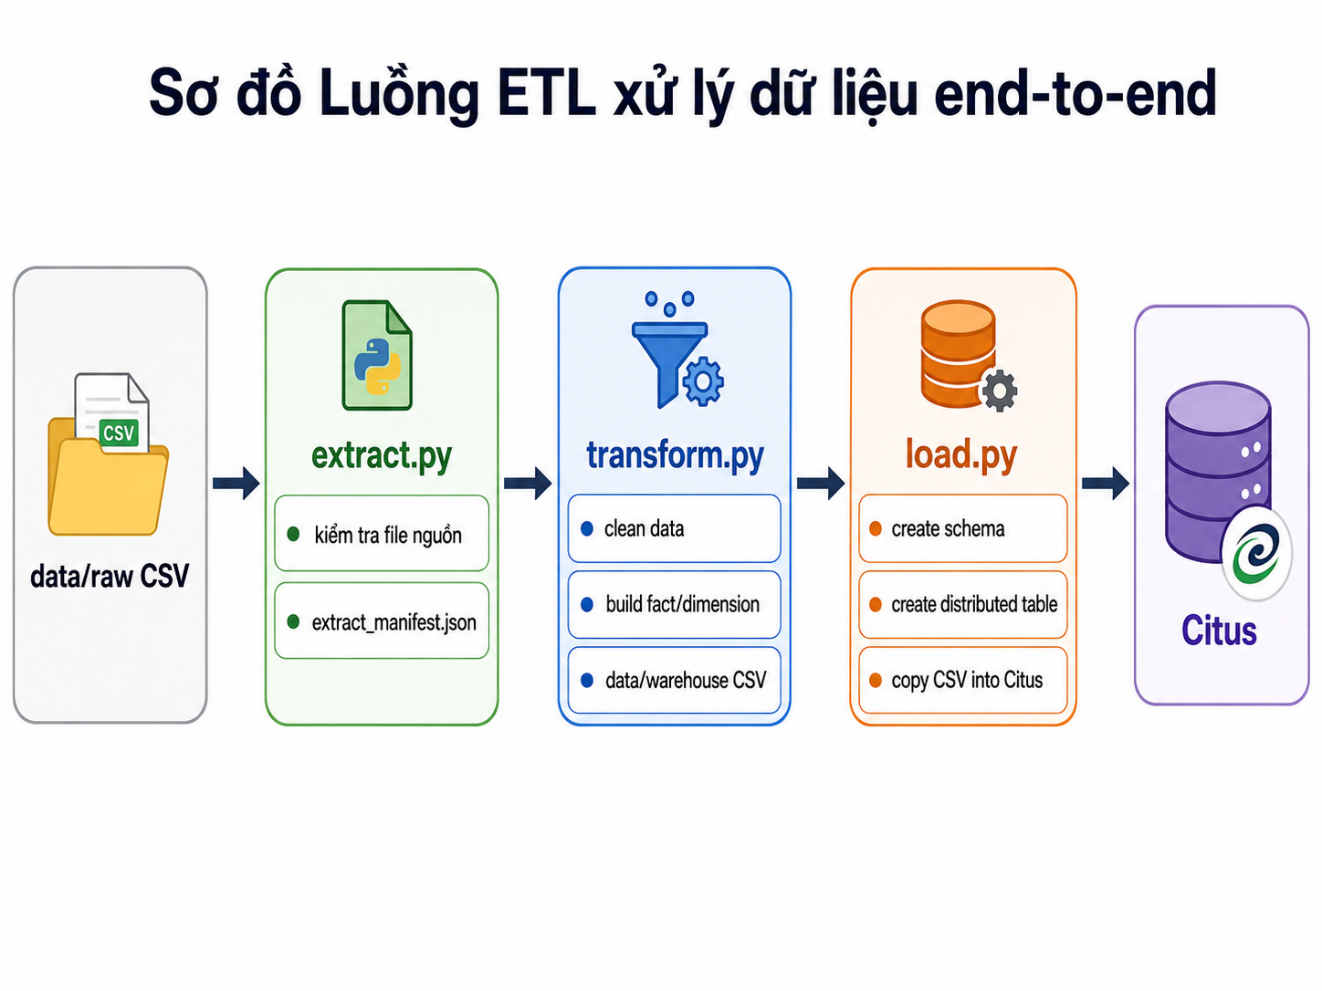 Sơ đồ Luồng ETL xử lý dữ liệu end-to-end
CSV
data/raw CSV
extract.py
kiểm tra file nguồn
extract_manifest.json
transform.py
clean data
build fact/dimension
data/warehouse CSV
load.py
create schema
create distributed table
copy CSV into Citus
Citus